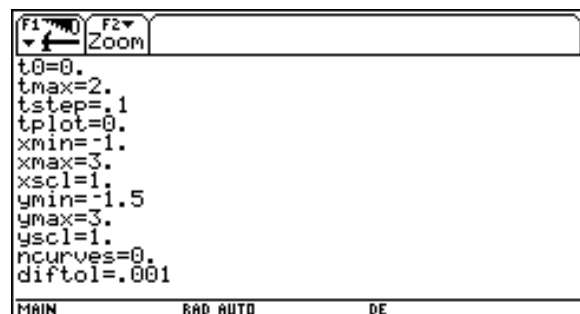 F1 F2
Zoom
t0=0.
tmax=2.
tstep=.1
tplot=0.
xmin=-1.
xmax=3.
xscl=1.
ymin=-1.5
ymax=3.
yscl=1.
ncurves=0.
diftol=.001
MAIN RAD AUTO DE